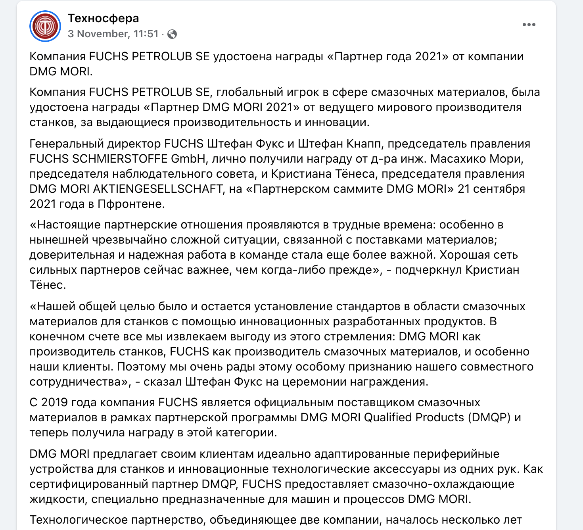 Техносфера
3 November, 11:51 ·
Компания FUCHS PETROLUB SE удостоена награды «Партнер года 2021» от компании
DMG MORI.
Компания FUCHS PETROLUB SE, глобальный игрок в сфере смазочных материалов, была
удостоена награды «Партнер DMG MORI 2021» от ведущего мирового производителя
станков, за выдающиеся производительность и инновации.
Генеральный директор FUCHS Штефан Фукс и Штефан Кнапп, председатель правления
FUCHS SCHMIERSTOFFE GmbH, лично получили награду от д-ра инж. Масахико Мори,
председателя наблюдательного совета, и Кристиана Тёнеса, председателя правления
DMG MORI AKTIENGESELLSCHAFT, на «Партнерском саммите DMG MORI» 21 сентября
2021 года в Пфронтене.
«Настоящие партнерские отношения проявляются в трудные времена: особенно в
нынешней чрезвычайно сложной ситуации, связанной с поставками материалов;
доверительная и надежная работа в команде стала еще более важной. Хорошая сеть
сильных партнеров сейчас важнее, чем когда-либо прежде», - подчеркнул Кристиан
Тёнес.
«Нашей общей целью было и остается установление стандартов в области смазочных
материалов для станков с помощью инновационных разработанных продуктов. В
конечном счете все мы извлекаем выгоду из этого стремления: DMG MORI как
производитель станков, FUCHS как производитель смазочных материалов, и особенно
наши клиенты. Поэтому мы очень рады этому особому признанию нашего совместного
сотрудничества», - сказал Штефан Фукс на церемонии награждения.
С 2019 года компания FUCHS является официальным поставщиком смазочных
материалов в рамках партнерской программы DMG MORI Qualified Products (DMQP) и
теперь получила награду в этой категории.
DMG MORI предлагает своим клиентам идеально адаптированные периферийные
устройства для станков и инновационные технологические аксессуары из одних рук. Как
сертифицированный партнер DMQP, FUCHS предоставляет смазочно-охлаждающие
жидкости, специально предназначенные для машин и процессов DMG MORI.
Технологическое партнерство, объединяющее две компании, началось несколько лет